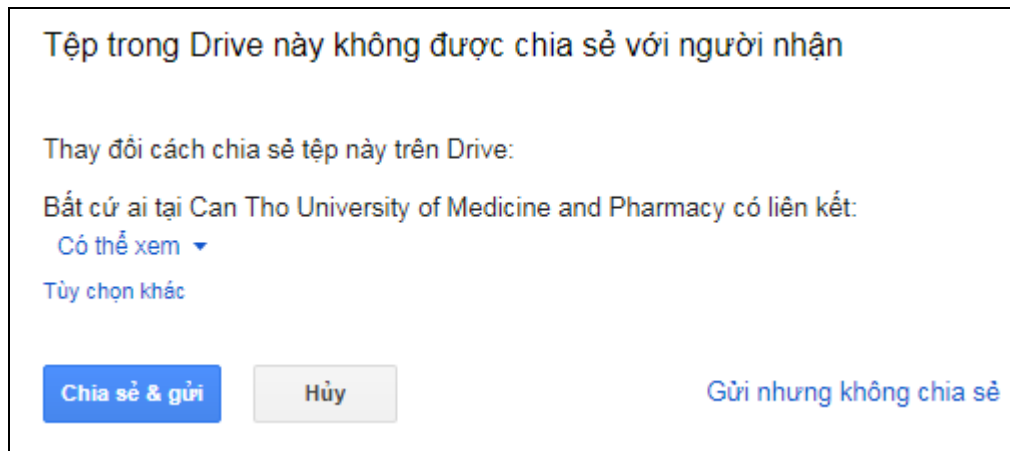 Tệp trong Drive này không được chia sẻ với người nhận
Thay đổi cách chia sẻ tệp này trên Drive:
Bất cứ ai tại Can Tho University of Medicine and Pharmacy có liên kết:
Có thể xem
Tùy chọn khác
Chia sẻ & gửi Hủy Gửi nhưng không chia sẻ